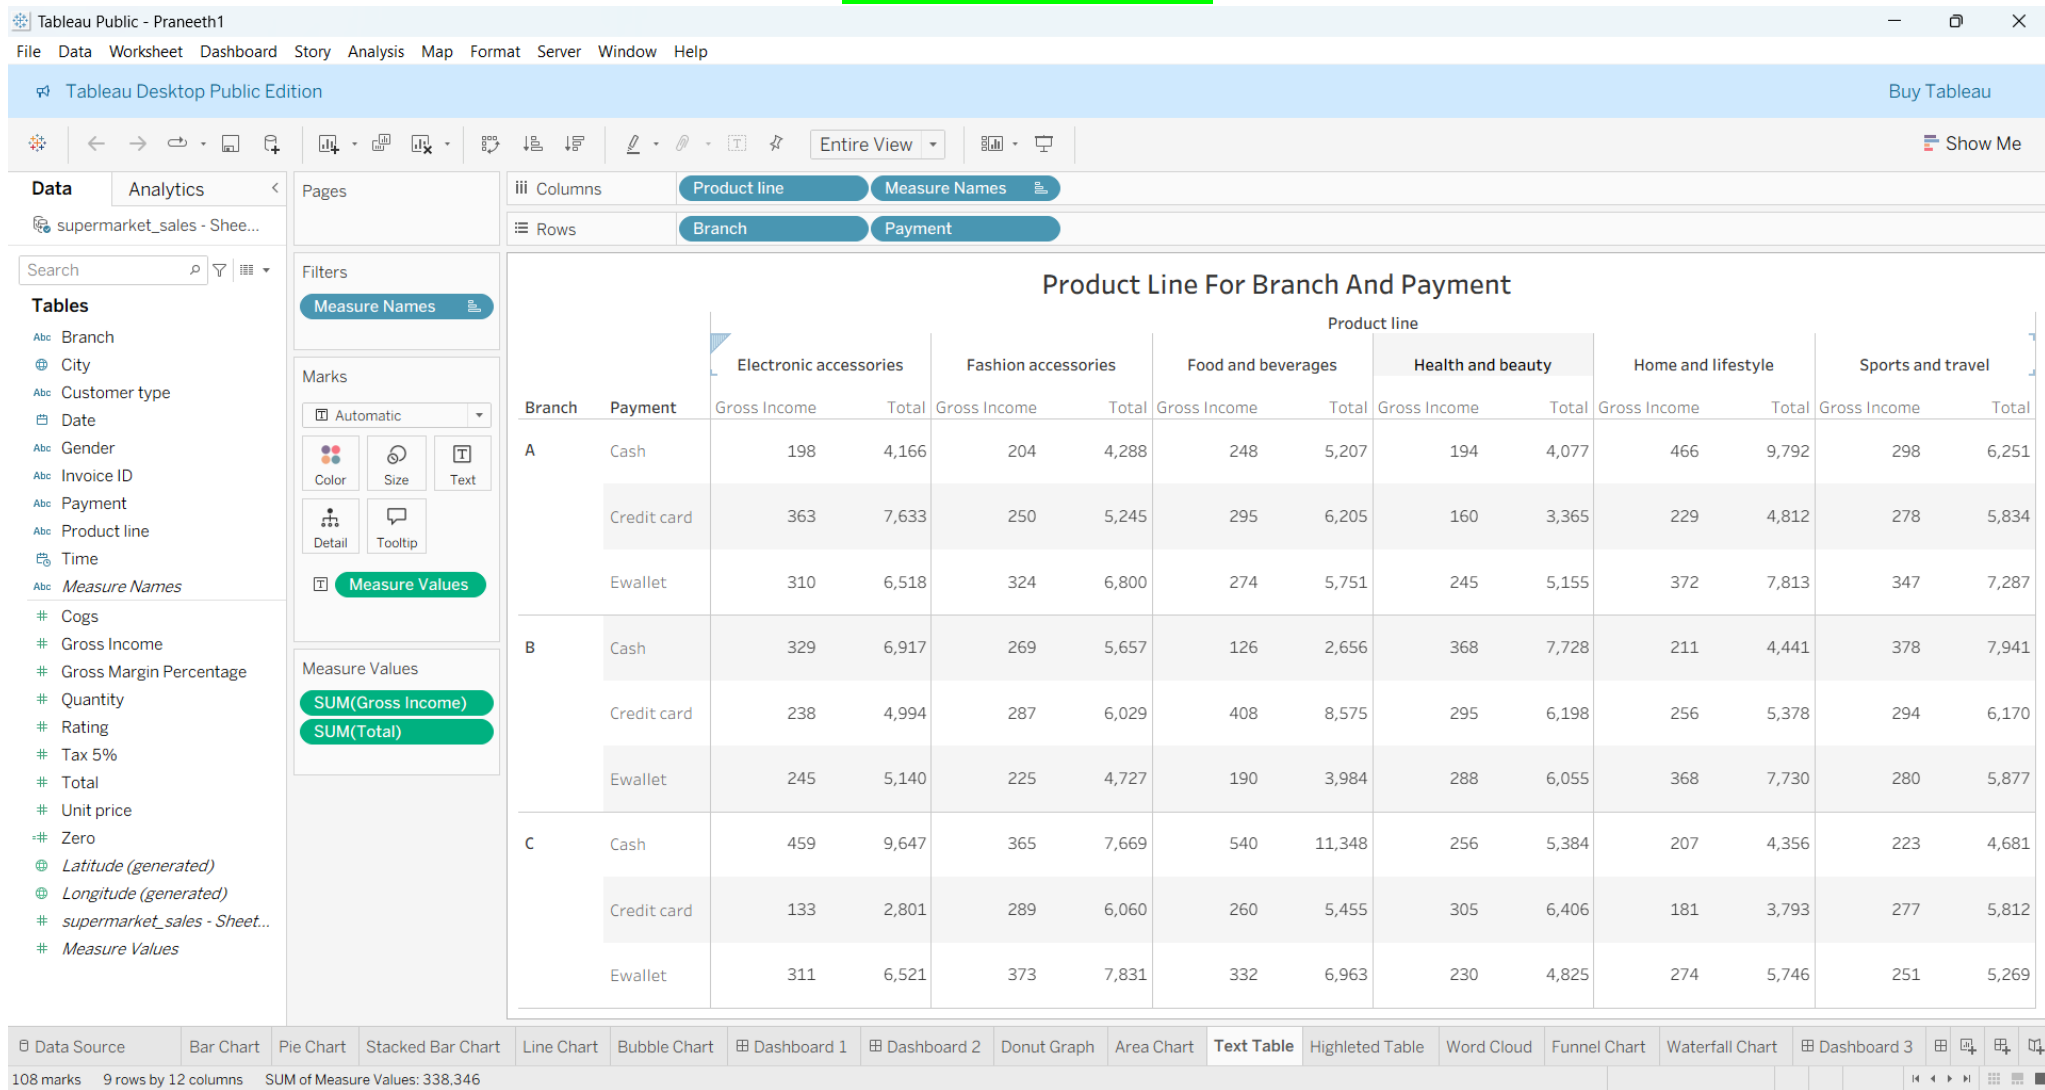 Tableau Public - Praneeth1
File Data Worksheet Dashboard Story Analysis Map Format Server Window Help
Tableau Desktop Public Edition Buy Tableau
Entire View Show Me
Data Analytics
supermarket_sales - Shee...
Search
Tables
Abc Branch
City
Abc Customer type
Date
Abc Gender
Abc Invoice ID
Abc Payment
Abc Product line
Time
Abc Measure Names
# Cogs
# Gross Income
# Gross Margin Percentage
# Quantity
# Rating
# Tax 5%
# Total
# Unit price
=# Zero
Latitude (generated)
Longitude (generated)
# supermarket_sales - Sheet...
# Measure Values
Pages
Filters
Measure Names
Marks
Automatic
Color Size Text
Detail Tooltip
Measure Values
Measure Values
SUM(Gross Income)
SUM(Total)
Columns Product line Measure Names
Rows Branch Payment
Product Line For Branch And Payment
Product line
Electronic accessories Fashion accessories Food and beverages Health and beauty Home and lifestyle Sports and travel
Branch Payment Gross Income Total Gross Income Total Gross Income Total Gross Income Total Gross Income Total Gross Income Total
A Cash 198 4,166 204 4,288 248 5,207 194 4,077 466 9,792 298 6,251
Credit card 363 7,633 250 5,245 295 6,205 160 3,365 229 4,812 278 5,834
Ewallet 310 6,518 324 6,800 274 5,751 245 5,155 372 7,813 347 7,287
B Cash 329 6,917 269 5,657 126 2,656 368 7,728 211 4,441 378 7,941
Credit card 238 4,994 287 6,029 408 8,575 295 6,198 256 5,378 294 6,170
Ewallet 245 5,140 225 4,727 190 3,984 288 6,055 368 7,730 280 5,877
C Cash 459 9,647 365 7,669 540 11,348 256 5,384 207 4,356 223 4,681
Credit card 133 2,801 289 6,060 260 5,455 305 6,406 181 3,793 277 5,812
Ewallet 311 6,521 373 7,831 332 6,963 230 4,825 274 5,746 251 5,269
Data Source Bar Chart Pie Chart Stacked Bar Chart Line Chart Bubble Chart Dashboard 1 Dashboard 2 Donut Graph Area Chart Text Table Highleted Table Word Cloud Funnel Chart Waterfall Chart Dashboard 3
108 marks 9 rows by 12 columns SUM of Measure Values: 338,346